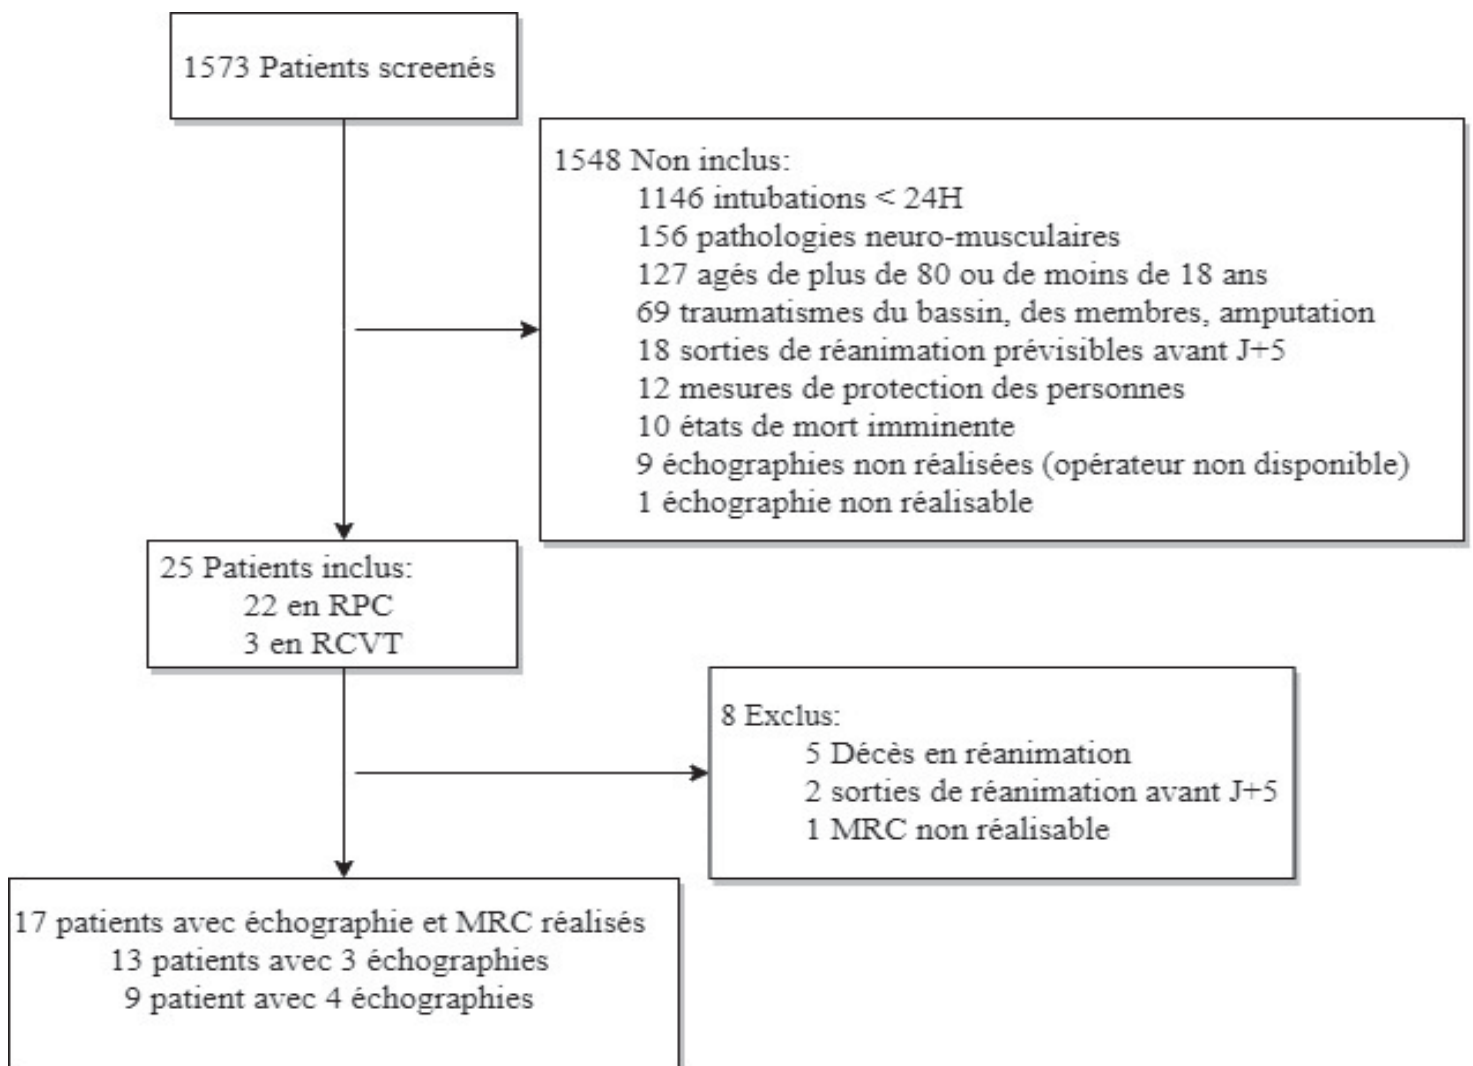 1573 Patients screenés
1548 Non inclus:
1146 intubations < 24H
156 pathologies neuro-musculaires
127 agés de plus de 80 ou de moins de 18 ans
69 traumatismes du bassin, des membres, amputation
18 sorties de réanimation prévisibles avant J+5
12 mesures de protection des personnes
10 états de mort imminente
9 échographies non réalisées (opérateur non disponible)
1 échographie non réalisable
25 Patients inclus:
22 en RPC
3 en RCVT
8 Exclus:
5 Décès en réanimation
2 sorties de réanimation avant J+5
1 MRC non réalisable
17 patients avec échographie et MRC réalisés
13 patients avec 3 échographies
9 patient avec 4 échographies